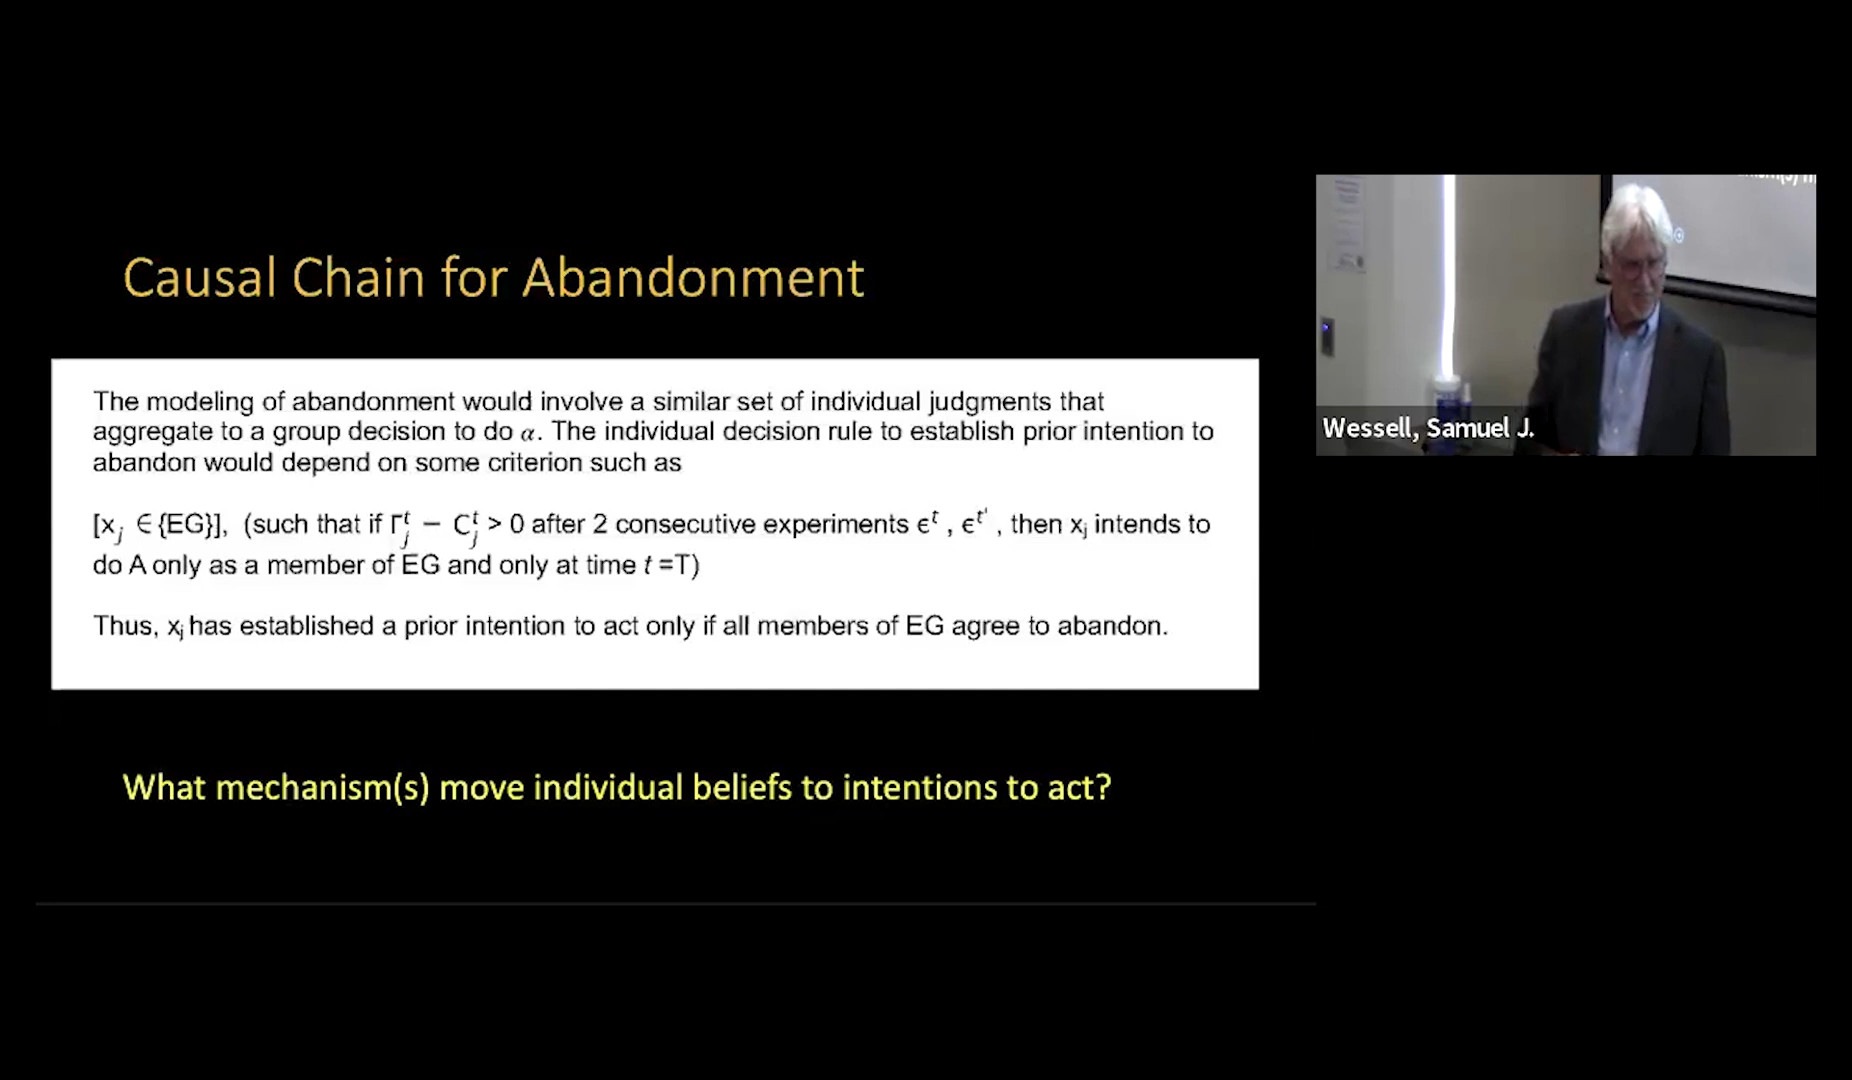 Causal Chain for Abandonment
The modeling of abandonment would involve a similar set of individual judgments that
aggregate to a group decision to do α. The individual decision rule to establish prior intention to
abandon would depend on some criterion such as
[xⱼ ∈{EG}], (such that if Γⱼᵗ − Cⱼᵗ > 0 after 2 consecutive experiments ϵᵗ , ϵᵗ' , then xⱼ intends to
do A only as a member of EG and only at time t =T)
Thus, xⱼ has established a prior intention to act only if all members of EG agree to abandon.
What mechanism(s) move individual beliefs to intentions to act?
Wessell, Samuel J.